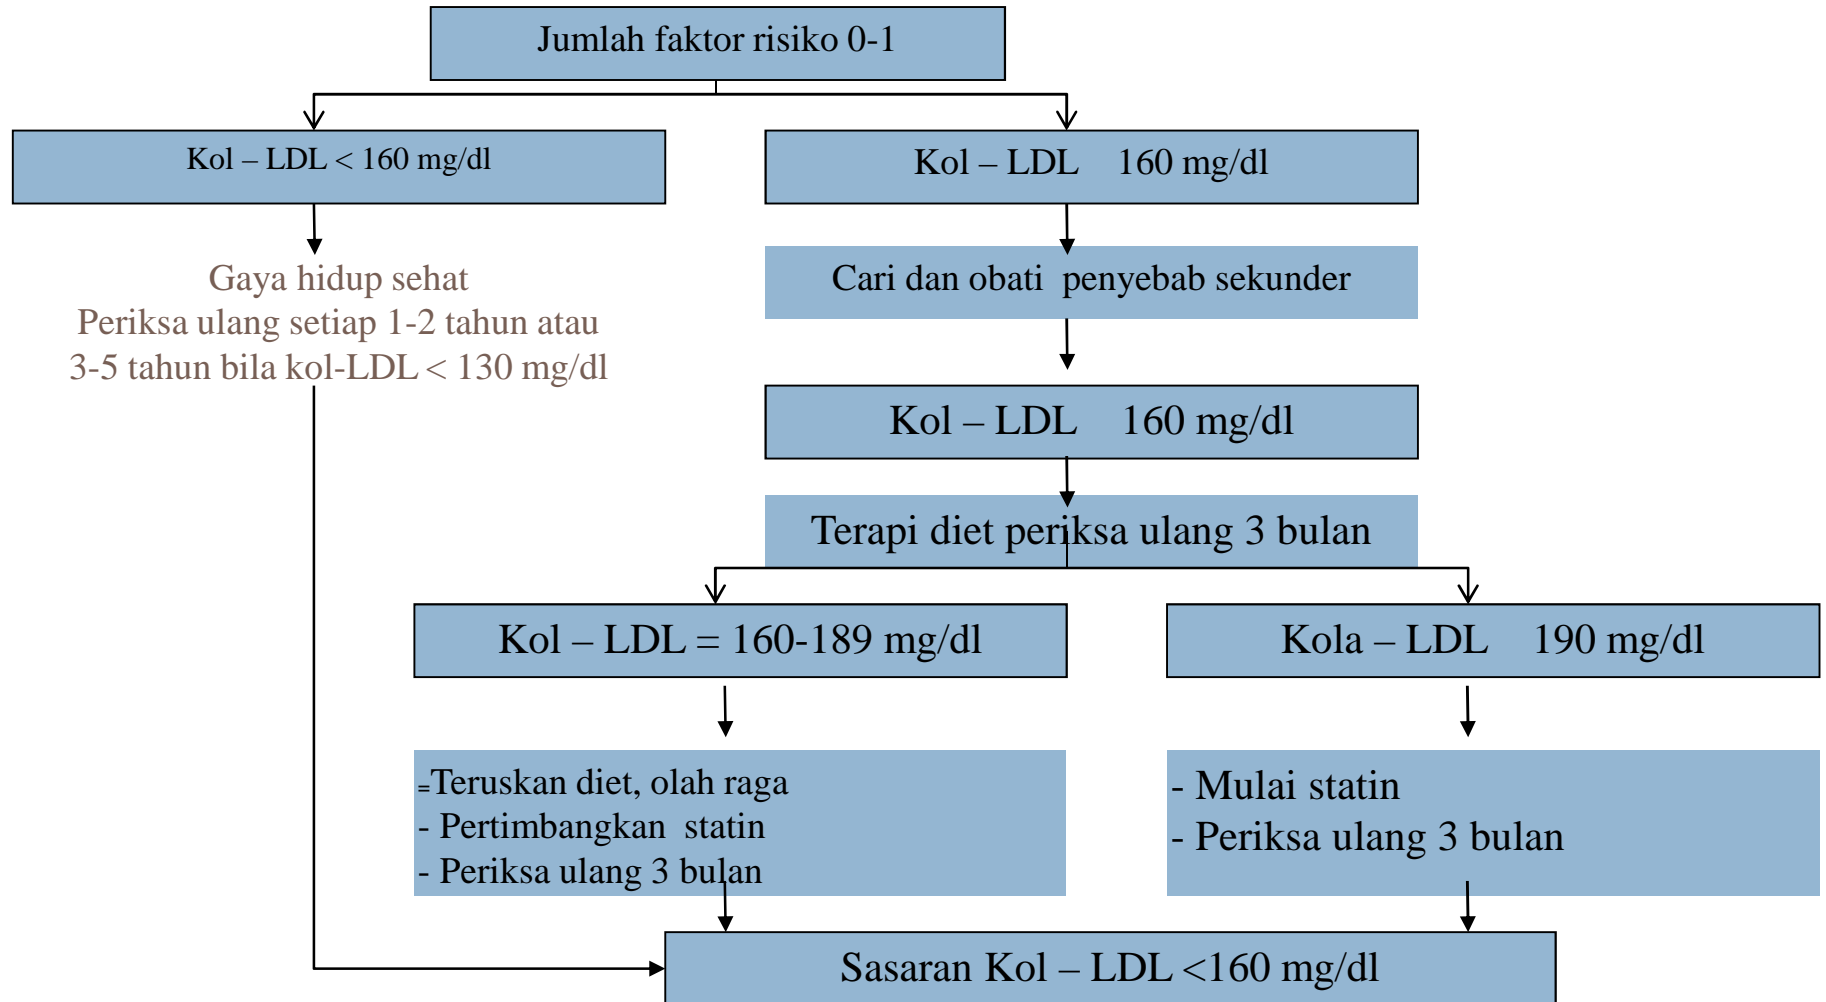 Jumlah faktor risiko 0-1
Kol – LDL < 160 mg/dl
Kol – LDL 160 mg/dl
Gaya hidup sehat
Periksa ulang setiap 1-2 tahun atau
3-5 tahun bila kol-LDL < 130 mg/dl
Cari dan obati penyebab sekunder
Kol – LDL 160 mg/dl
Terapi diet periksa ulang 3 bulan
Kol – LDL = 160-189 mg/dl
Kola – LDL 190 mg/dl
=Teruskan diet, olah raga
- Pertimbangkan statin
- Periksa ulang 3 bulan
- Mulai statin
- Periksa ulang 3 bulan
Sasaran Kol – LDL <160 mg/dl